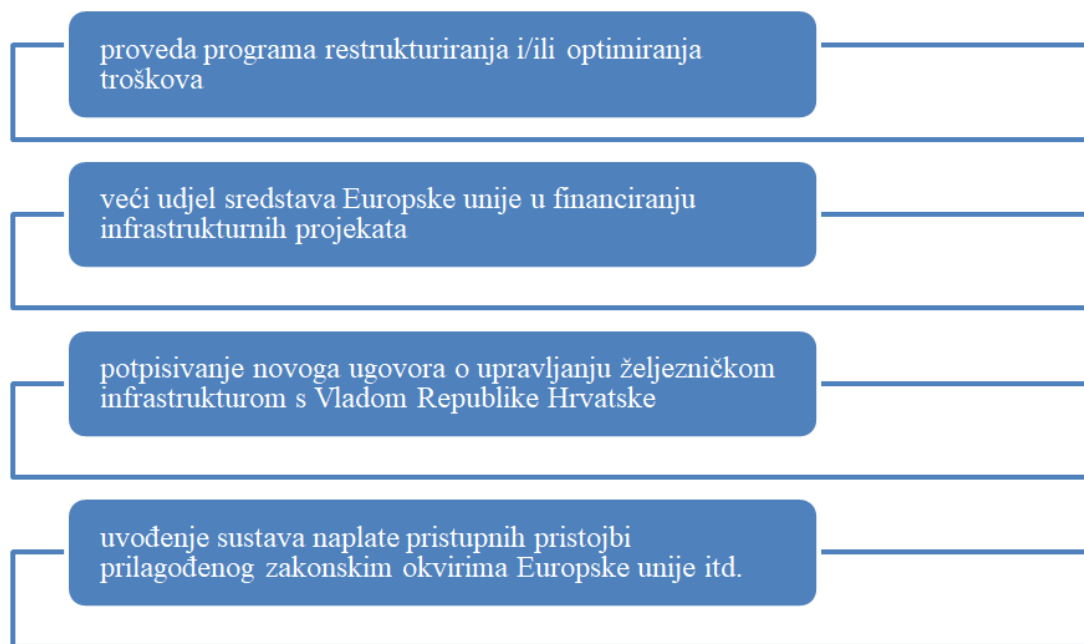 proveda programa restrukturiranja i/ili optimiranja
troškova
veći udjel sredstava Europske unije u financiranju
infrastrukturnih projekata
potpisivanje novoga ugovora o upravljanju željezničkom
infrastrukturom s Vladom Republike Hrvatske
uvođenje sustava naplate pristupnih pristojbi
prilagođenog zakonskim okvirima Europske unije itd.